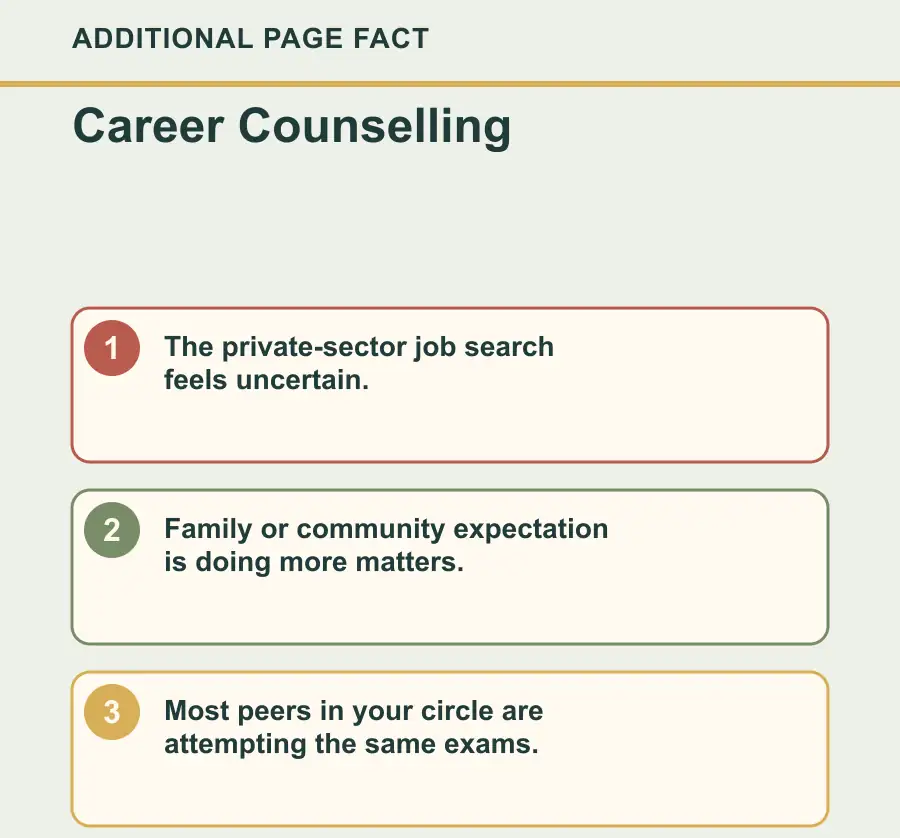 ADDITIONAL PAGE FACT
Career Counselling
1
The private-sector job search
feels uncertain.
2
Family or community expectation
is doing more matters.
3
Most peers in your circle are
attempting the same exams.